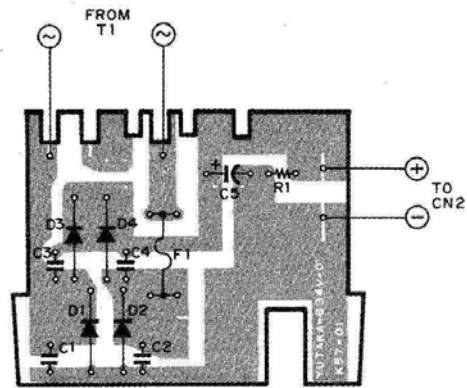 FROM
T1
~ ~
+
C5
R1
+
TO
CN2
−
D3
D4
C3
C4
F1
D1
D2
C1
C2